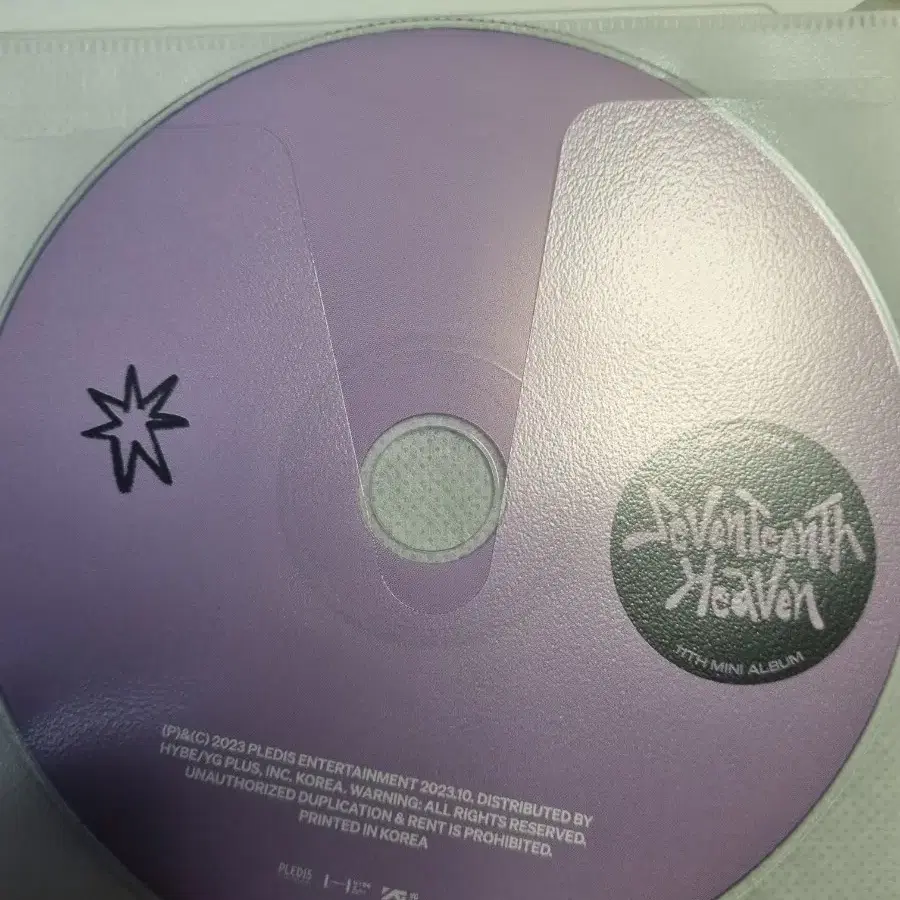 Seventeenth
Heaven
11TH MINI ALBUM
(P)&(C) 2023 PLEDIS ENTERTAINMENT 2023.10. DISTRIBUTED BY
HYBE/YG PLUS, INC. KOREA. WARNING: ALL RIGHTS RESERVED.
UNAUTHORIZED DUPLICATION & RENT IS PROHIBITED.
PRINTED IN KOREA
PLEDIS